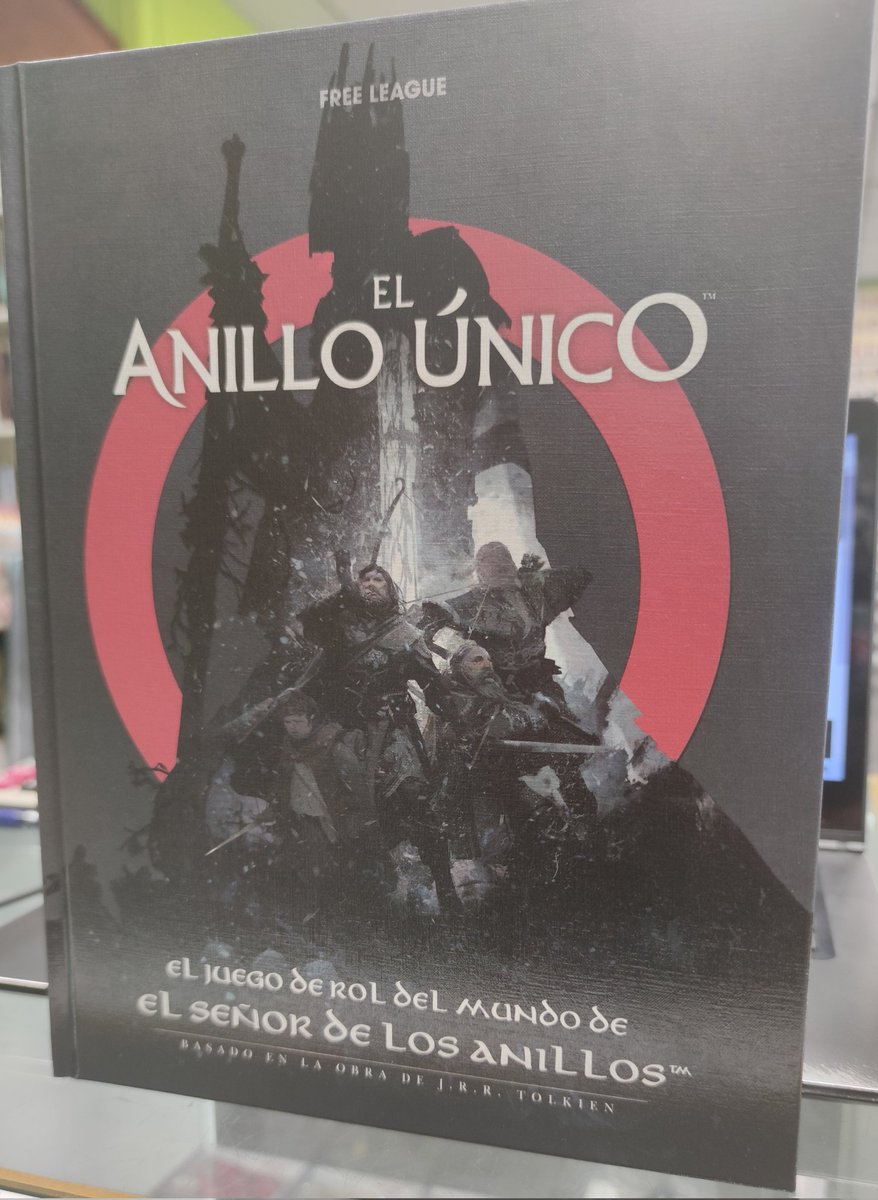 FREE LEAGUE
EL
ANILLO ÚNICO™
EL JUEGO DE ROL DEL MUNDO DE
EL SEÑOR DE LOS ANILLOS™
BASADO EN LA OBRA DE J.R.R. TOLKIEN